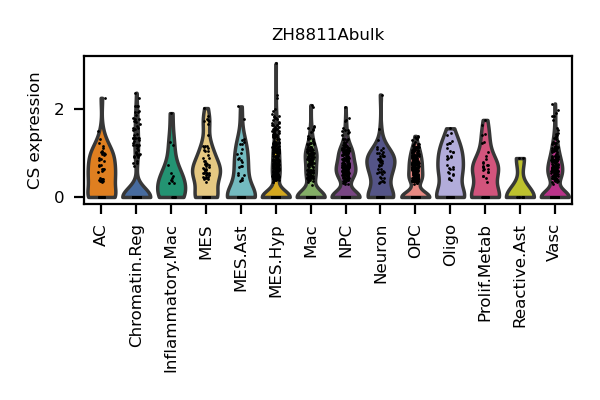 ZH8811Abulk
CS expression
2
0
AC
Chromatin.Reg
Inflammatory.Mac
MES
MES.Ast
MES.Hyp
Mac
NPC
Neuron
OPC
Oligo
Prolif.Metab
Reactive.Ast
Vasc